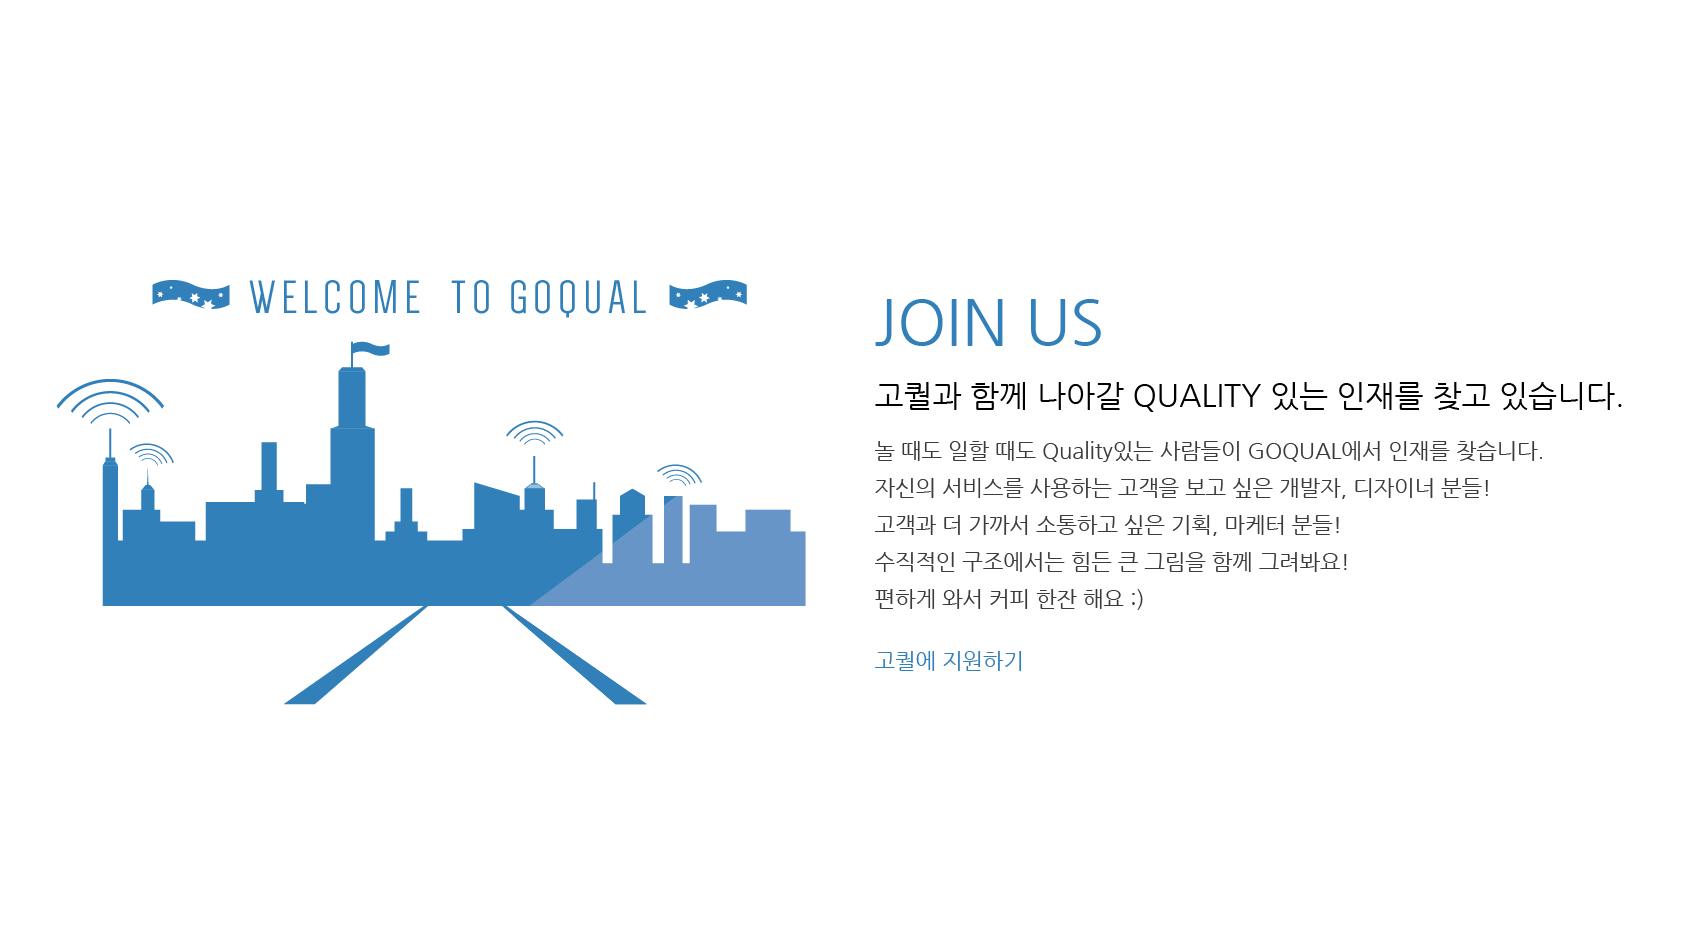 WELCOME TO GOQUAL
JOIN US
고퀄과 함께 나아갈 QUALITY 있는 인재를 찾고 있습니다.
놀 때도 일할 때도 Quality있는 사람들이 GOQUAL에서 인재를 찾습니다.
자신의 서비스를 사용하는 고객을 보고 싶은 개발자, 디자이너 분들!
고객과 더 가까서 소통하고 싶은 기획, 마케터 분들!
수직적인 구조에서는 힘든 큰 그림을 함께 그려봐요!
편하게 와서 커피 한잔 해요 :)
고퀄에 지원하기